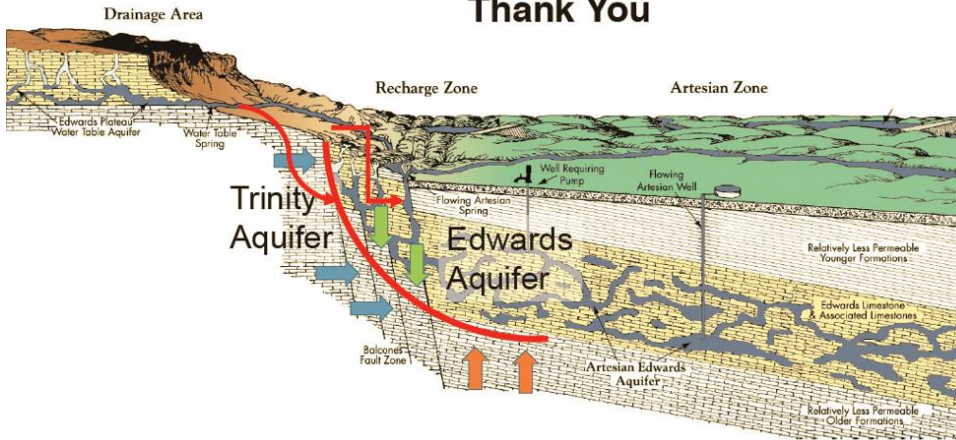 Thank You
Drainage Area
Recharge Zone
Artesian Zone
Edwards Plateau
Water Table Aquifer
Water Table
Spring
Well Requiring
Pump
Flowing
Artesian Well
Flowing Artesian
Spring
Trinity
Aquifer
Edwards
Aquifer
Relatively Less Permeable
Younger Formations
Edwards Limestone
& Associated Limestones
Balcones
Fault Zone
Artesian Edwards
Aquifer
Relatively Less Permeable
Older Formations